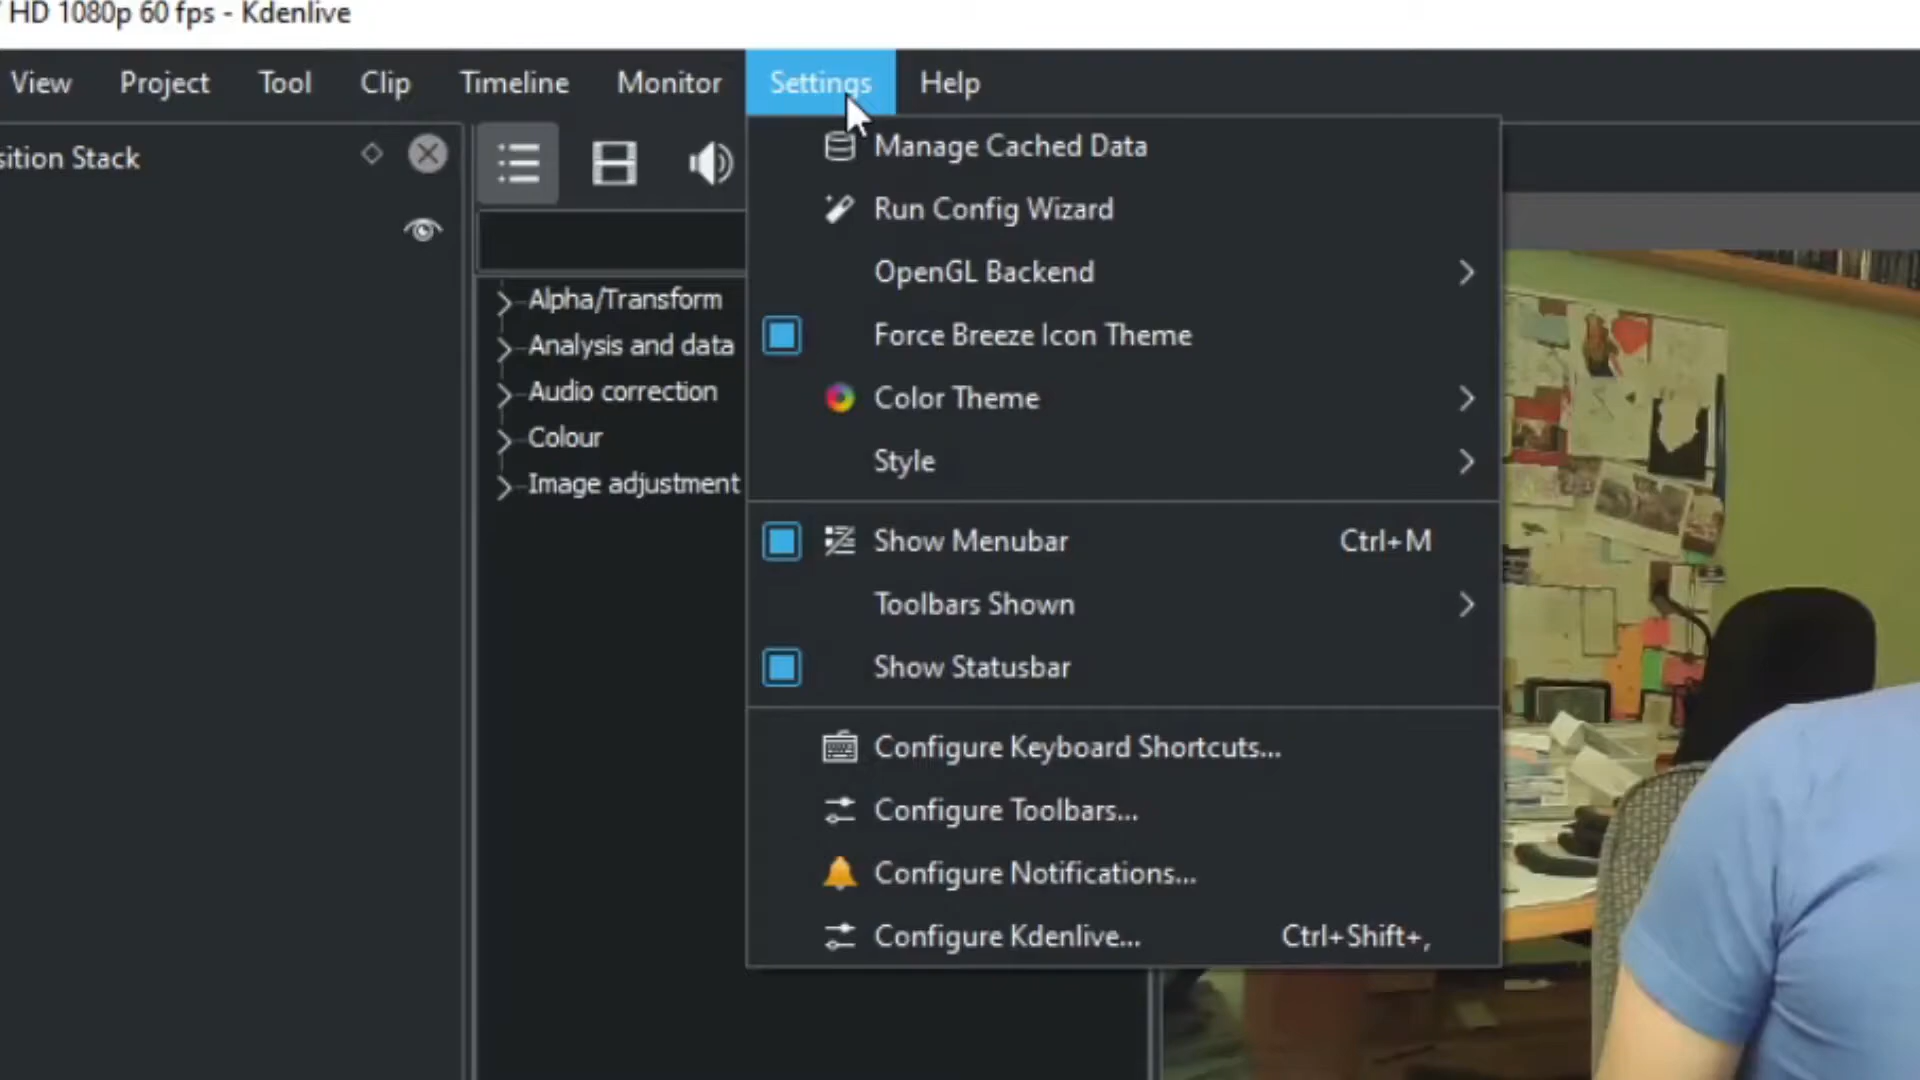 HD 1080p 60 fps - Kdenlive
View Project Tool Clip Timeline Monitor Settings Help
sition Stack
Alpha/Transform
Analysis and data
Audio correction
Colour
Image adjustment
Manage Cached Data
Run Config Wizard
OpenGL Backend
Force Breeze Icon Theme
Color Theme
Style
Show Menubar Ctrl+M
Toolbars Shown
Show Statusbar
Configure Keyboard Shortcuts...
Configure Toolbars...
Configure Notifications...
Configure Kdenlive... Ctrl+Shift+,